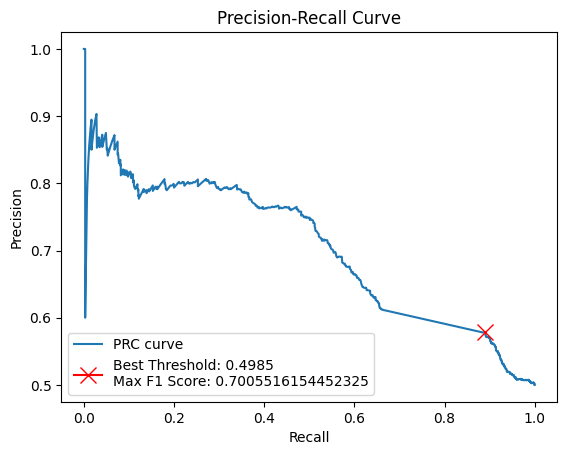 Precision-Recall Curve
1.0
0.9
0.8
0.7
0.6
0.5
Precision
PRC curve
Best Threshold: 0.4985
Max F1 Score: 0.7005516154452325
0.0 0.2 0.4 0.6 0.8 1.0
Recall